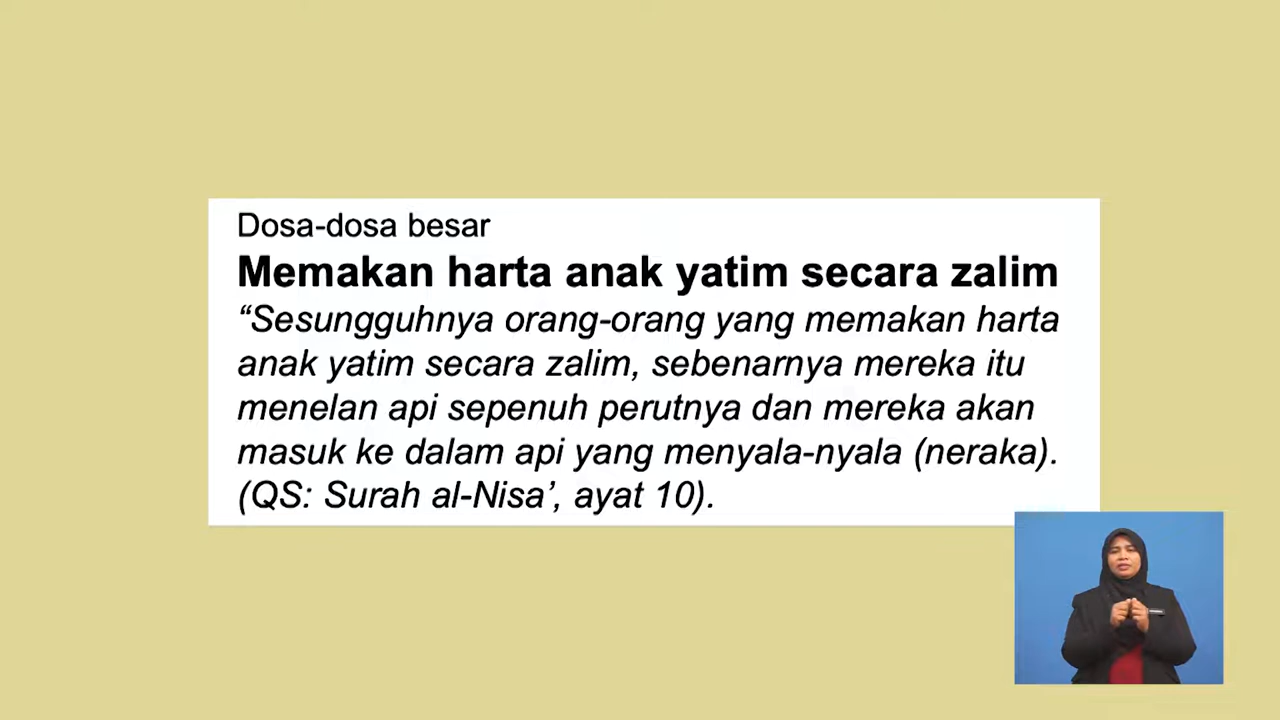 Dosa-dosa besar
Memakan harta anak yatim secara zalim
“Sesungguhnya orang-orang yang memakan harta
anak yatim secara zalim, sebenarnya mereka itu
menelan api sepenuh perutnya dan mereka akan
masuk ke dalam api yang menyala-nyala (neraka).
(QS: Surah al-Nisa’, ayat 10).